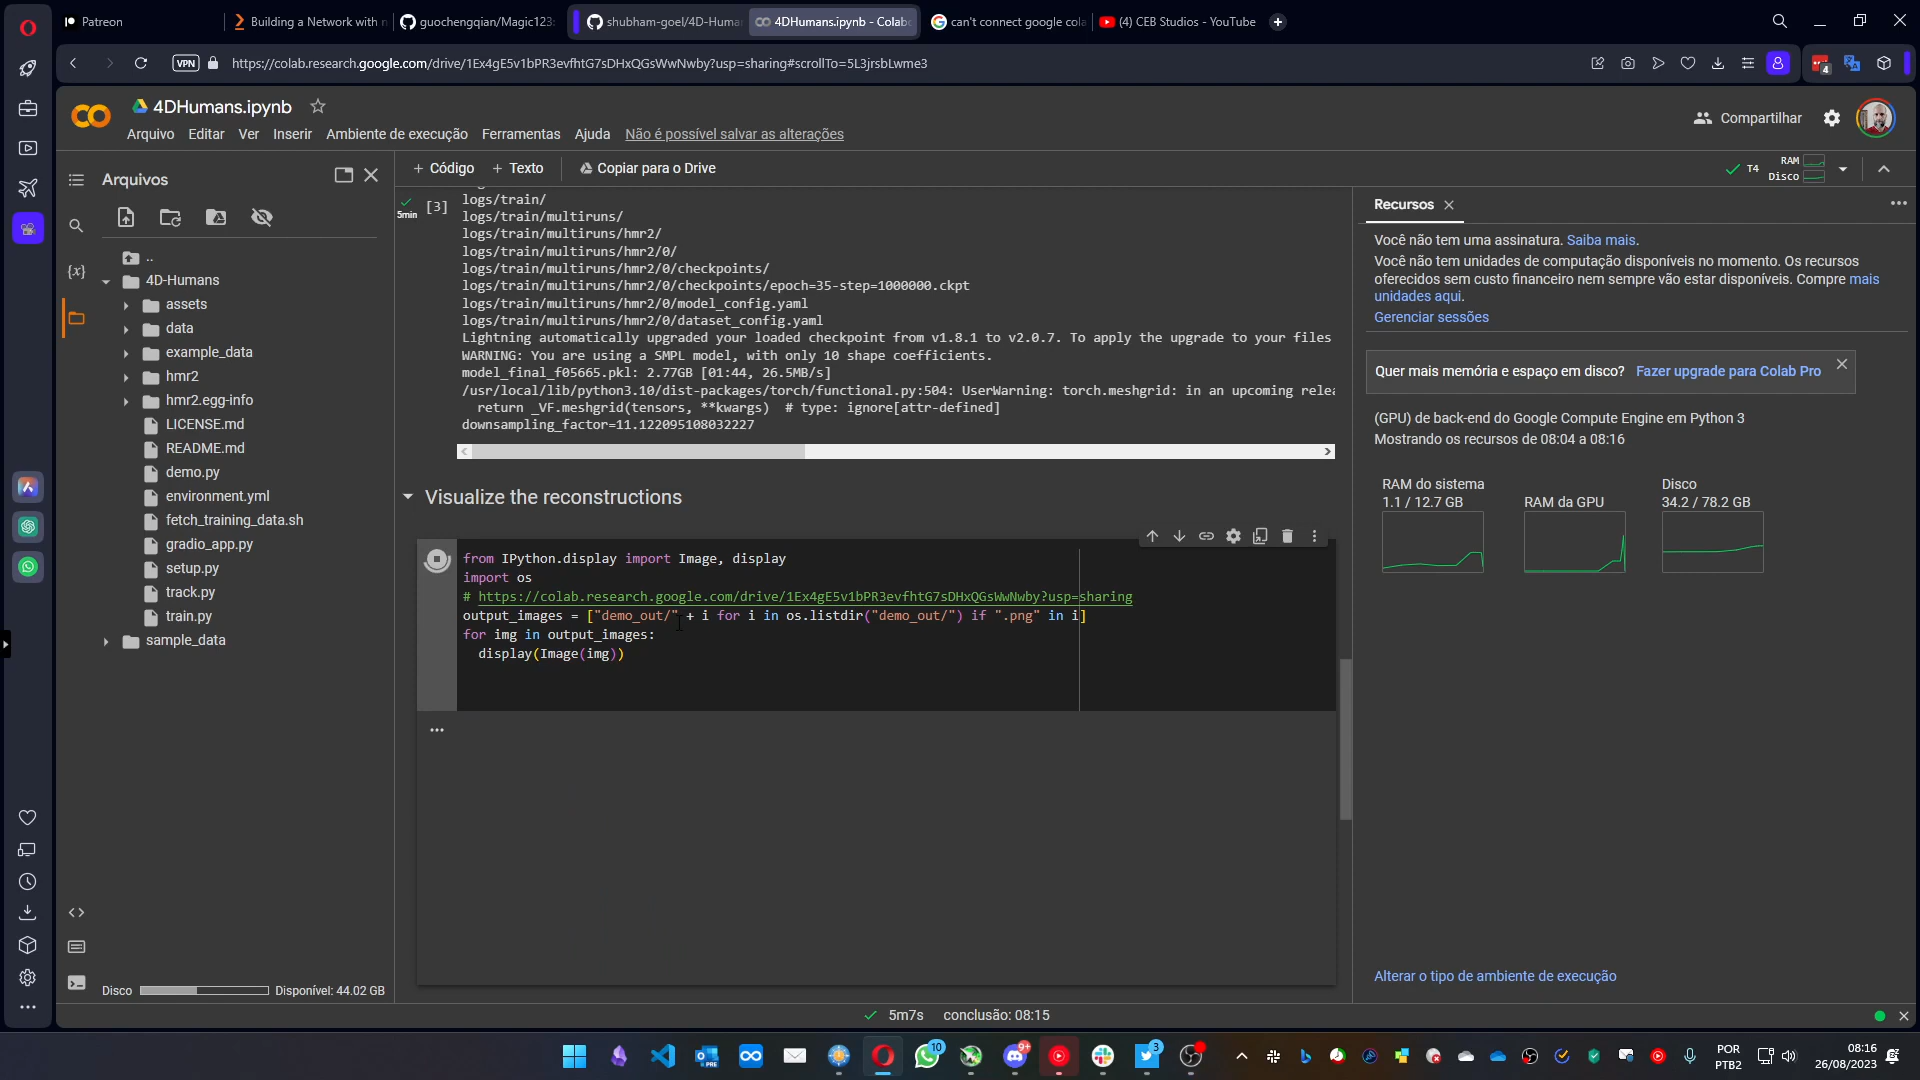 Patreon
Building a Network with n
guochengqian/Magic123:
shubham-goel/4D-Huma
4DHumans.ipynb - Colab
can't connect google cola
(4) CEB Studios - YouTube
VPN
https://colab.research.google.com/drive/1Ex4gE5v1bPR3evfhtG7sDHxQGsWwNwby?usp=sharing#scrollTo=5L3jrsbLwme3
4
4DHumans.ipynb
Arquivo Editar Ver Inserir Ambiente de execução Ferramentas Ajuda Não é possível salvar as alterações
Compartilhar
Arquivos
+ Código + Texto Copiar para o Drive
T4 RAM
Disco
..
4D-Humans
assets
data
example_data
hmr2
hmr2.egg-info
LICENSE.md
README.md
demo.py
environment.yml
fetch_training_data.sh
gradio_app.py
setup.py
track.py
train.py
sample_data
Disco Disponível: 44.02 GB
5min [3]
logs/train/
logs/train/multiruns/
logs/train/multiruns/hmr2/
logs/train/multiruns/hmr2/0/
logs/train/multiruns/hmr2/0/checkpoints/
logs/train/multiruns/hmr2/0/checkpoints/epoch=35-step=1000000.ckpt
logs/train/multiruns/hmr2/0/model_config.yaml
logs/train/multiruns/hmr2/0/dataset_config.yaml
Lightning automatically upgraded your loaded checkpoint from v1.8.1 to v2.0.7. To apply the upgrade to your files
WARNING: You are using a SMPL model, with only 10 shape coefficients.
model_final_f05665.pkl: 2.77GB [01:44, 26.5MB/s]
/usr/local/lib/python3.10/dist-packages/torch/functional.py:504: UserWarning: torch.meshgrid: in an upcoming relea
return _VF.meshgrid(tensors, **kwargs)  # type: ignore[attr-defined]
downsampling_factor=11.122095108032227
Visualize the reconstructions
from IPython.display import Image, display
import os
# https://colab.research.google.com/drive/1Ex4gE5v1bPR3evfhtG7sDHxQGsWwNwby?usp=sharing
output_images = ["demo_out/" + i for i in os.listdir("demo_out/") if ".png" in i]
for img in output_images:
display(Image(img))
Recursos
Você não tem uma assinatura. Saiba mais.
Você não tem unidades de computação disponíveis no momento. Os recursos
oferecidos sem custo financeiro nem sempre vão estar disponíveis. Compre mais
unidades aqui.
Gerenciar sessões
Quer mais memória e espaço em disco? Fazer upgrade para Colab Pro
(GPU) de back-end do Google Compute Engine em Python 3
Mostrando os recursos de 08:04 a 08:16
RAM do sistema
1.1 / 12.7 GB
RAM da GPU
Disco
34.2 / 78.2 GB
Alterar o tipo de ambiente de execução
5m7s conclusão: 08:15
10
9+
3
POR
PTB2
08:16
26/08/2023